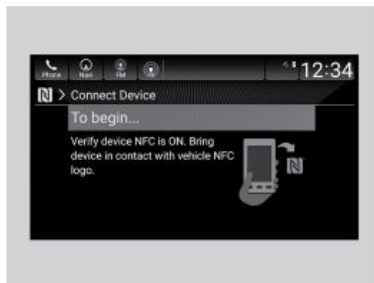 Phone Navi FM 12:34
> Connect Device
To begin...
Verify device NFC is ON. Bring
device in contact with vehicle NFC
logo.